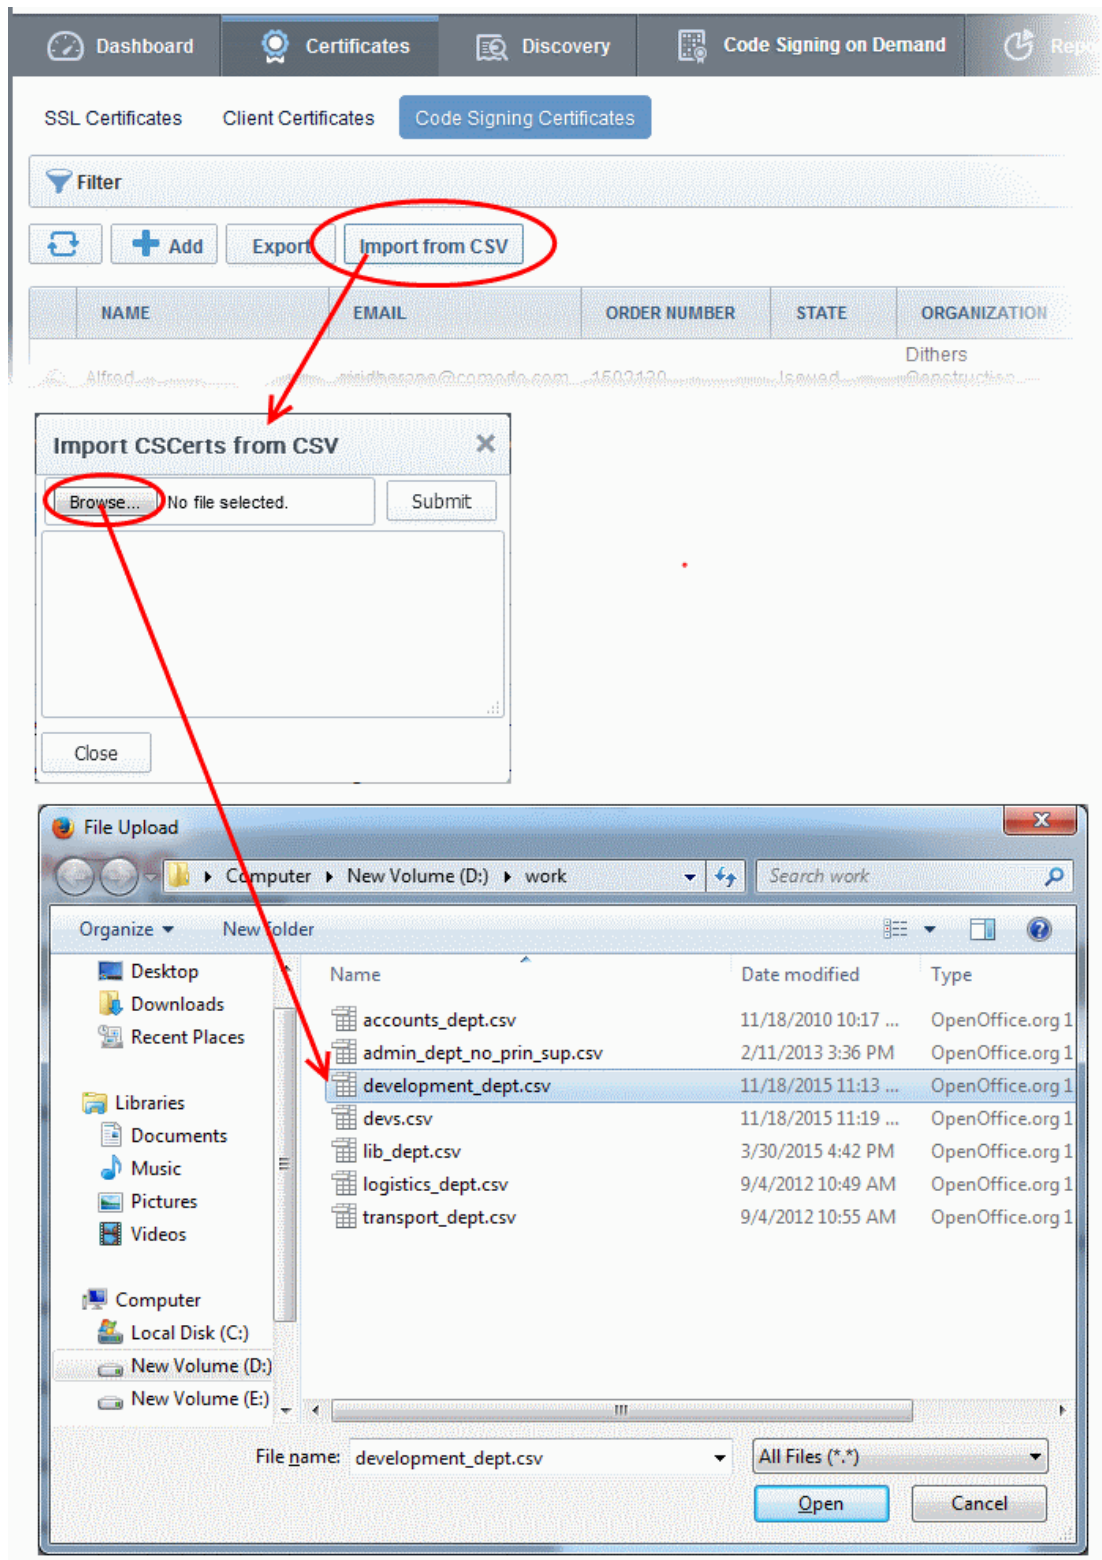 Dashboard Certificates Discovery Code Signing on Demand
SSL Certificates Client Certificates Code Signing Certificates
Filter
Add Export Import from CSV
NAME EMAIL ORDER NUMBER STATE ORGANIZATION
Dithers
Alfred
Import CSCerts from CSV
Browse... No file selected. Submit
Close
File Upload
Computer New Volume (D:) work Search work
Organize New folder
Desktop Name Date modified Type
Downloads
Recent Places
Libraries
Documents
Music
Pictures
Videos
Computer
Local Disk (C:)
New Volume (D:)
New Volume (E:)
accounts_dept.csv 11/18/2010 10:17 ... OpenOffice.org 1
admin_dept_no_prin_sup.csv 2/11/2013 3:36 PM OpenOffice.org 1
development_dept.csv 11/18/2015 11:13 ... OpenOffice.org 1
devs.csv 11/18/2015 11:19 ... OpenOffice.org 1
lib_dept.csv 3/30/2015 4:42 PM OpenOffice.org 1
logistics_dept.csv 9/4/2012 10:49 AM OpenOffice.org 1
transport_dept.csv 9/4/2012 10:55 AM OpenOffice.org 1
File name: development_dept.csv All Files (*.*)
Open Cancel